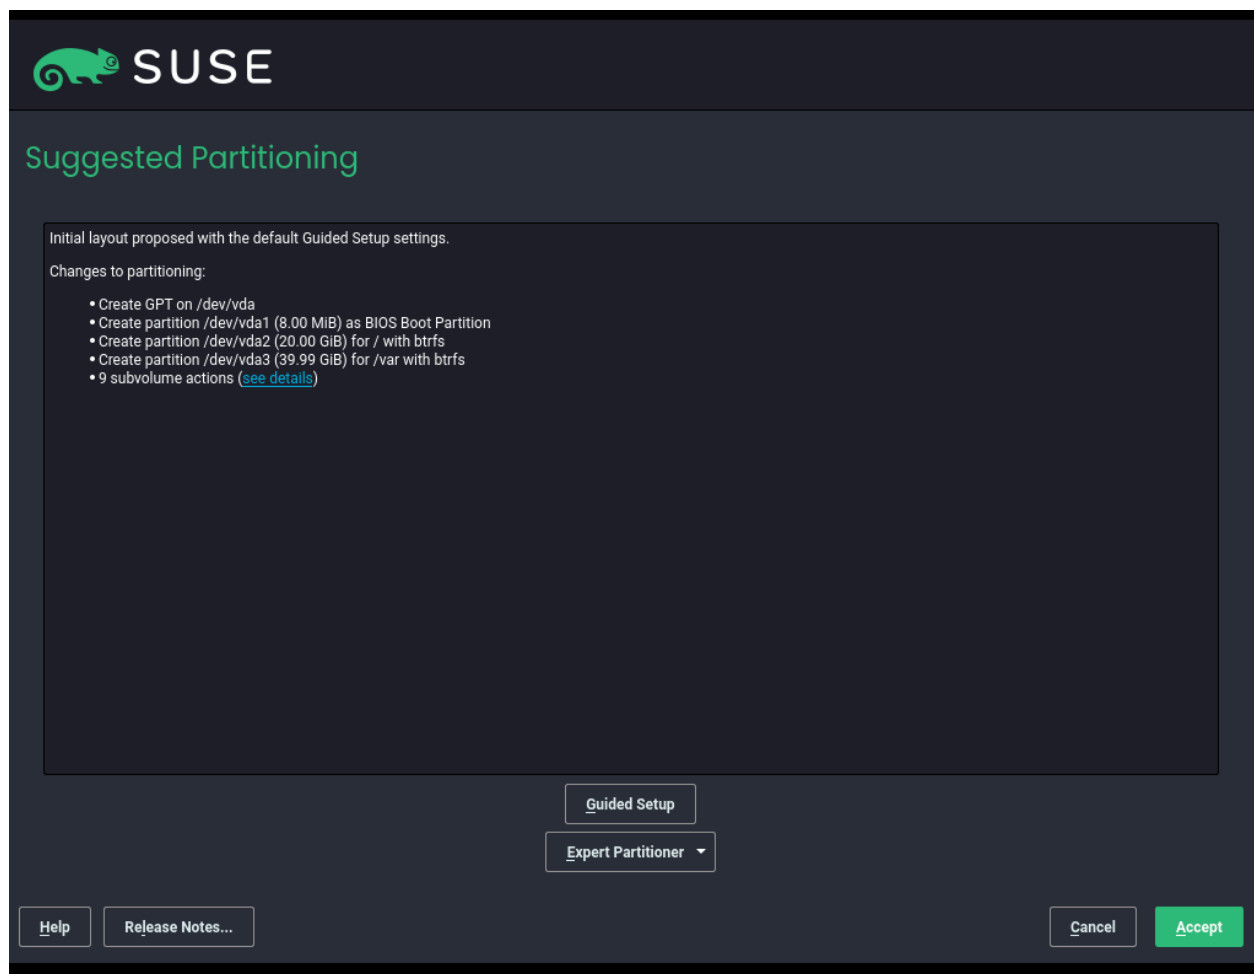 SUSE
Suggested Partitioning
Initial layout proposed with the default Guided Setup settings.
Changes to partitioning:
• Create GPT on /dev/vda
• Create partition /dev/vda1 (8.00 MiB) as BIOS Boot Partition
• Create partition /dev/vda2 (20.00 GiB) for / with btrfs
• Create partition /dev/vda3 (39.99 GiB) for /var with btrfs
• 9 subvolume actions (see details)
Guided Setup
Expert Partitioner
Help
Release Notes...
Cancel
Accept